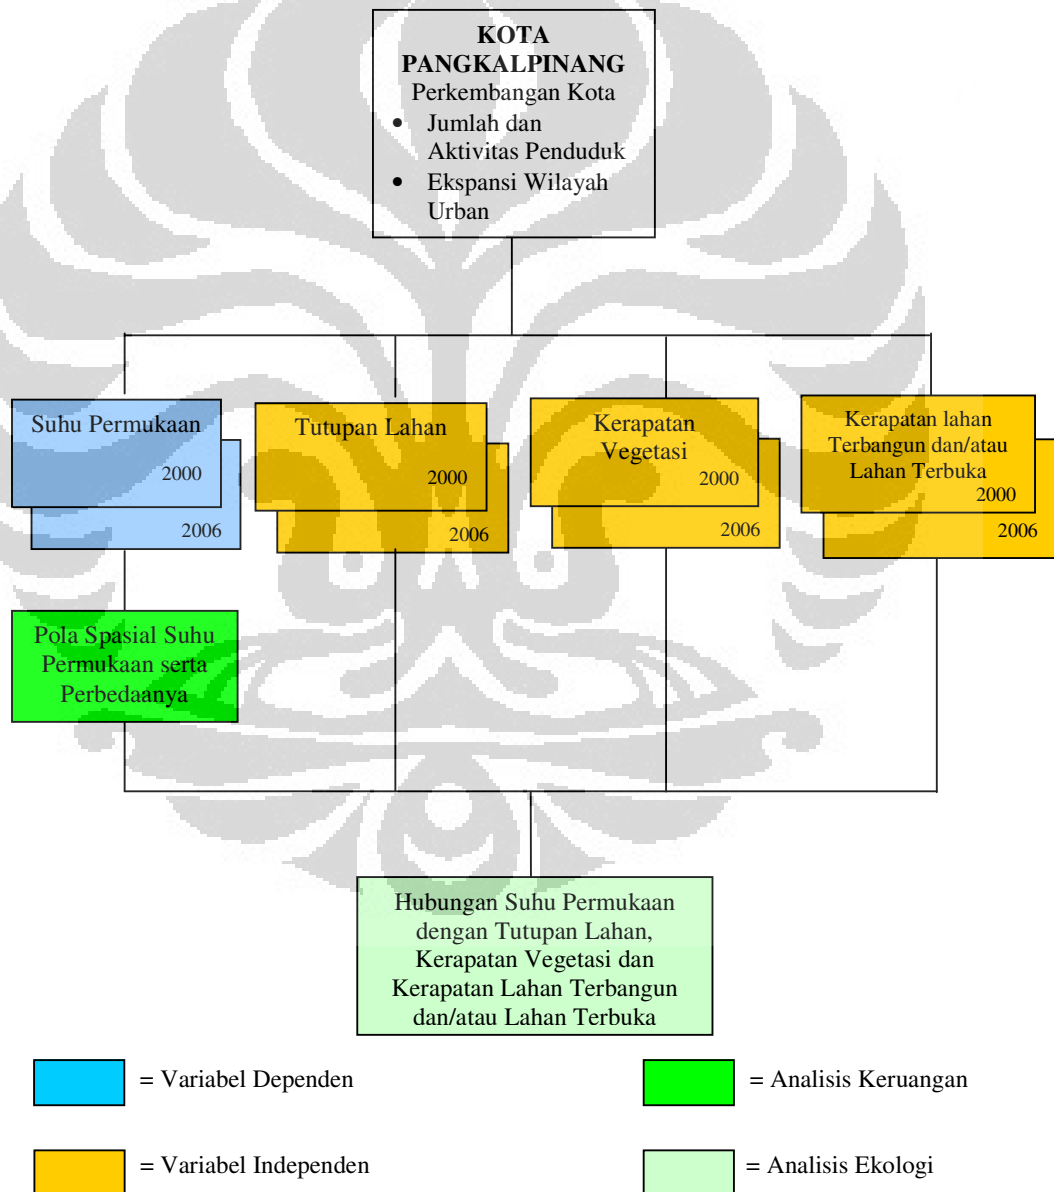 KOTA
PANGKALPINANG
Perkembangan Kota
• Jumlah dan
Aktivitas Penduduk
• Ekspansi Wilayah
Urban
Suhu Permukaan
2000
2006
Tutupan Lahan
2000
2006
Kerapatan
Vegetasi
2000
2006
Kerapatan lahan
Terbangun dan/atau
Lahan Terbuka
2000
2006
Pola Spasial Suhu
Permukaan serta
Perbedaanya
Hubungan Suhu Permukaan
dengan Tutupan Lahan,
Kerapatan Vegetasi dan
Kerapatan Lahan Terbangun
dan/atau Lahan Terbuka
= Variabel Dependen
= Analisis Keruangan
= Variabel Independen
= Analisis Ekologi